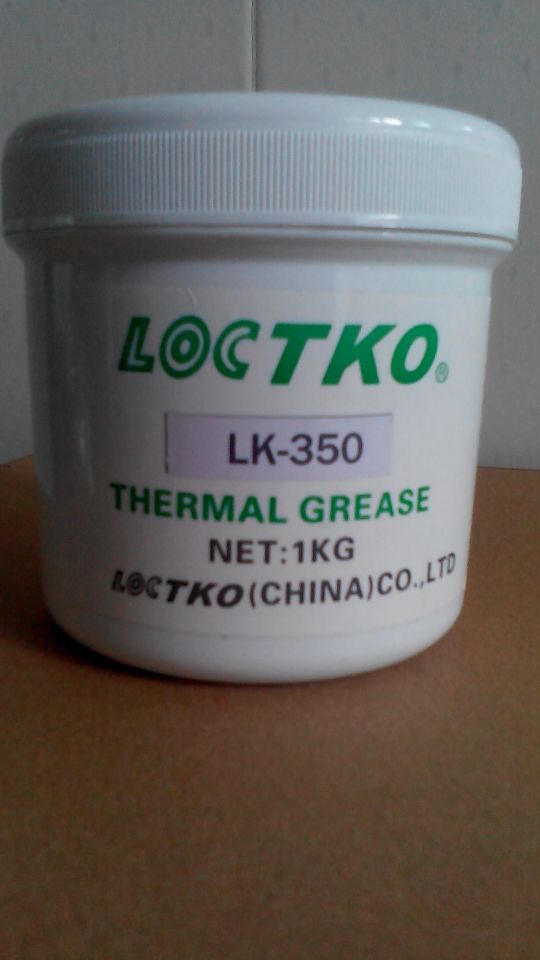 LOCTKO®
LK-350
THERMAL GREASE
NET:1KG
LOCTKO(CHINA)CO.,LTD